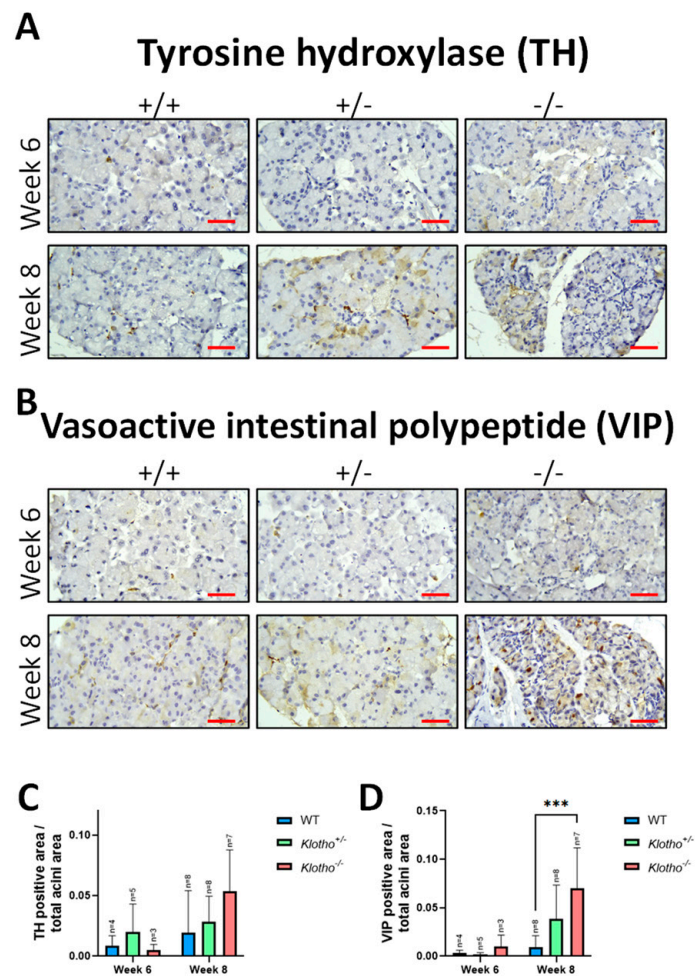 A
Tyrosine hydroxylase (TH)
+/+ +/- -/-
Week 6
Week 8
B
Vasoactive intestinal polypeptide (VIP)
+/+ +/- -/-
Week 6
Week 8
C
TH positive area /
total acini area
0.10
0.05
0.00
n=4
n=5
n=3
n=8
n=8
n=7
Week 6 Week 8
WT
Klotho+/-
Klotho-/-
D
VIP positive area /
total acini area
0.15
0.10
0.05
0.00
n=4
n=5
n=3
n=8
n=8
n=7
***
Week 6 Week 8
WT
Klotho+/-
Klotho-/-